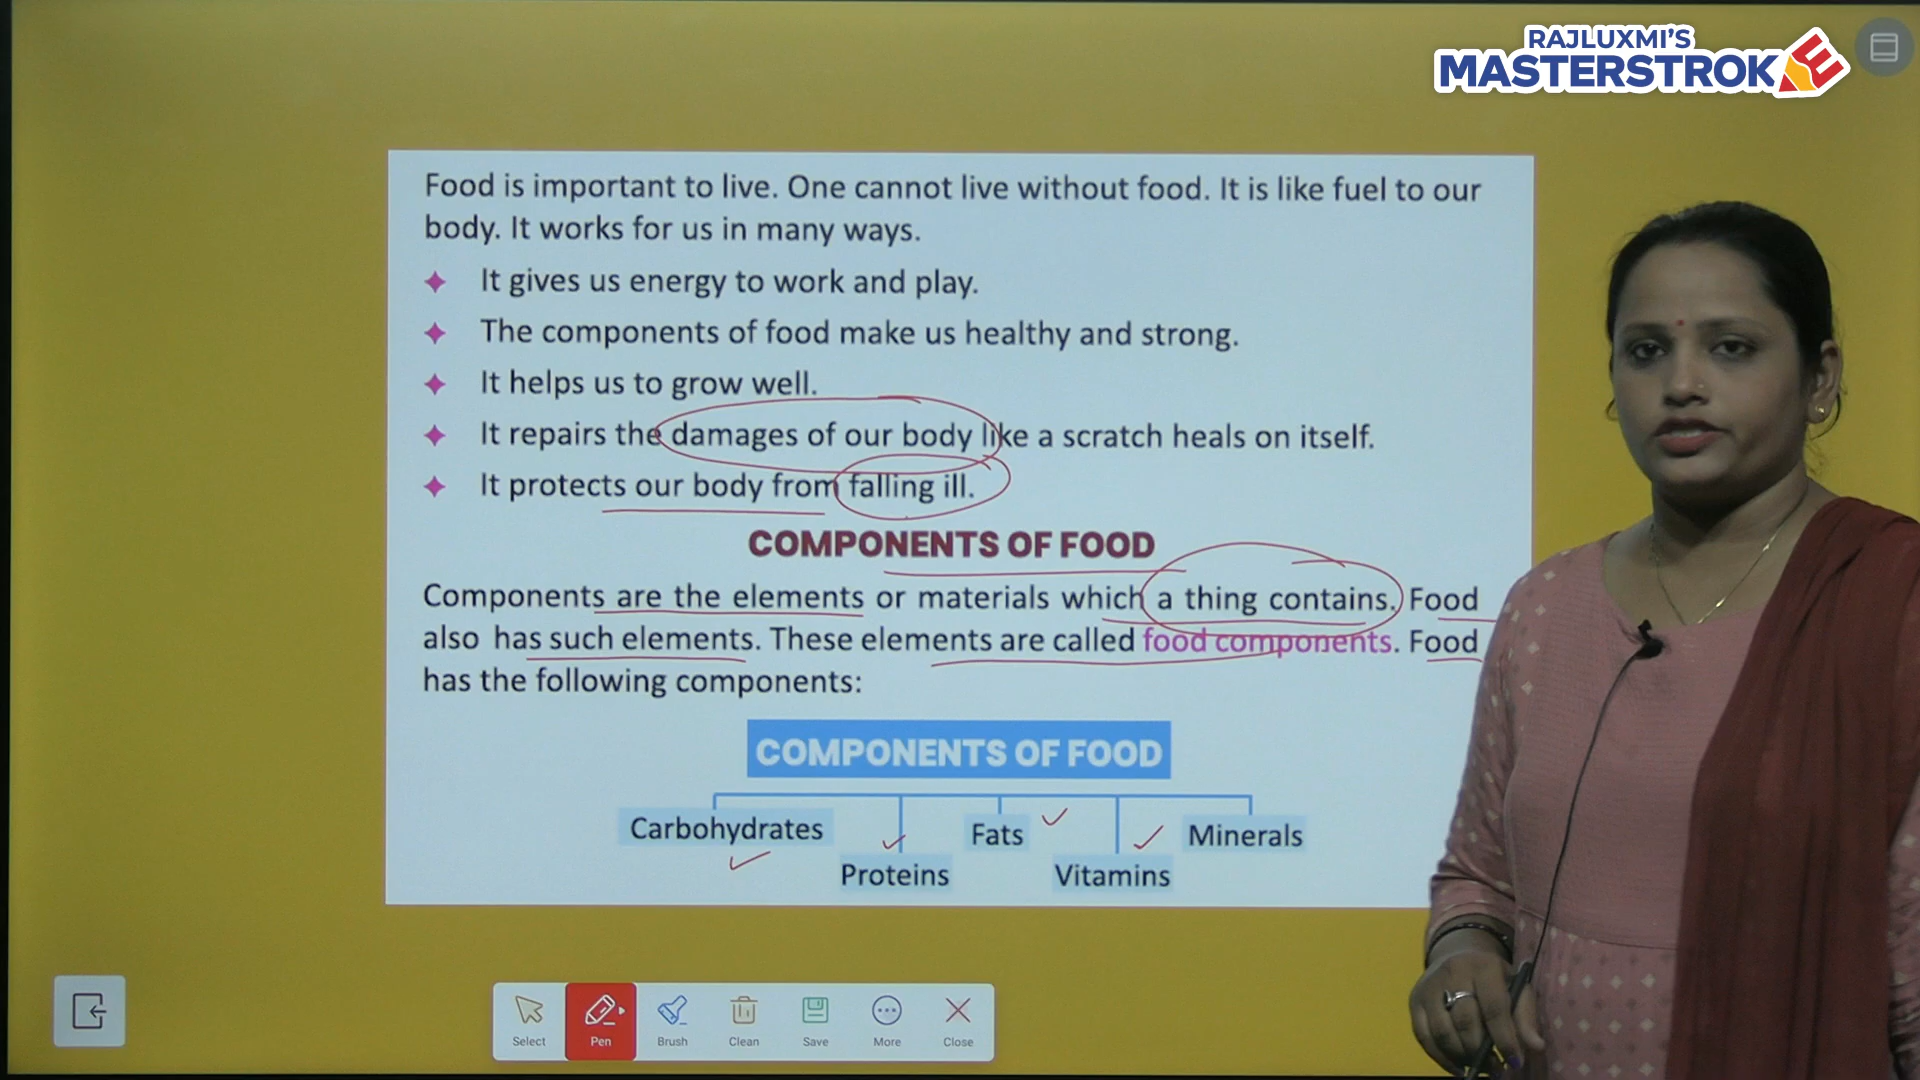 RAJLUXMI'S
MASTERSTROKE
Food is important to live. One cannot live without food. It is like fuel to our
body. It works for us in many ways.
It gives us energy to work and play.
The components of food make us healthy and strong.
It helps us to grow well.
It repairs the damages of our body like a scratch heals on itself.
It protects our body from falling ill.
COMPONENTS OF FOOD
Components are the elements or materials which a thing contains. Food
also has such elements. These elements are called food components. Food
has the following components:
COMPONENTS OF FOOD
Carbohydrates
Proteins
Fats
Vitamins
Minerals
Select
Pen
Brush
Clean
Save
More
Close